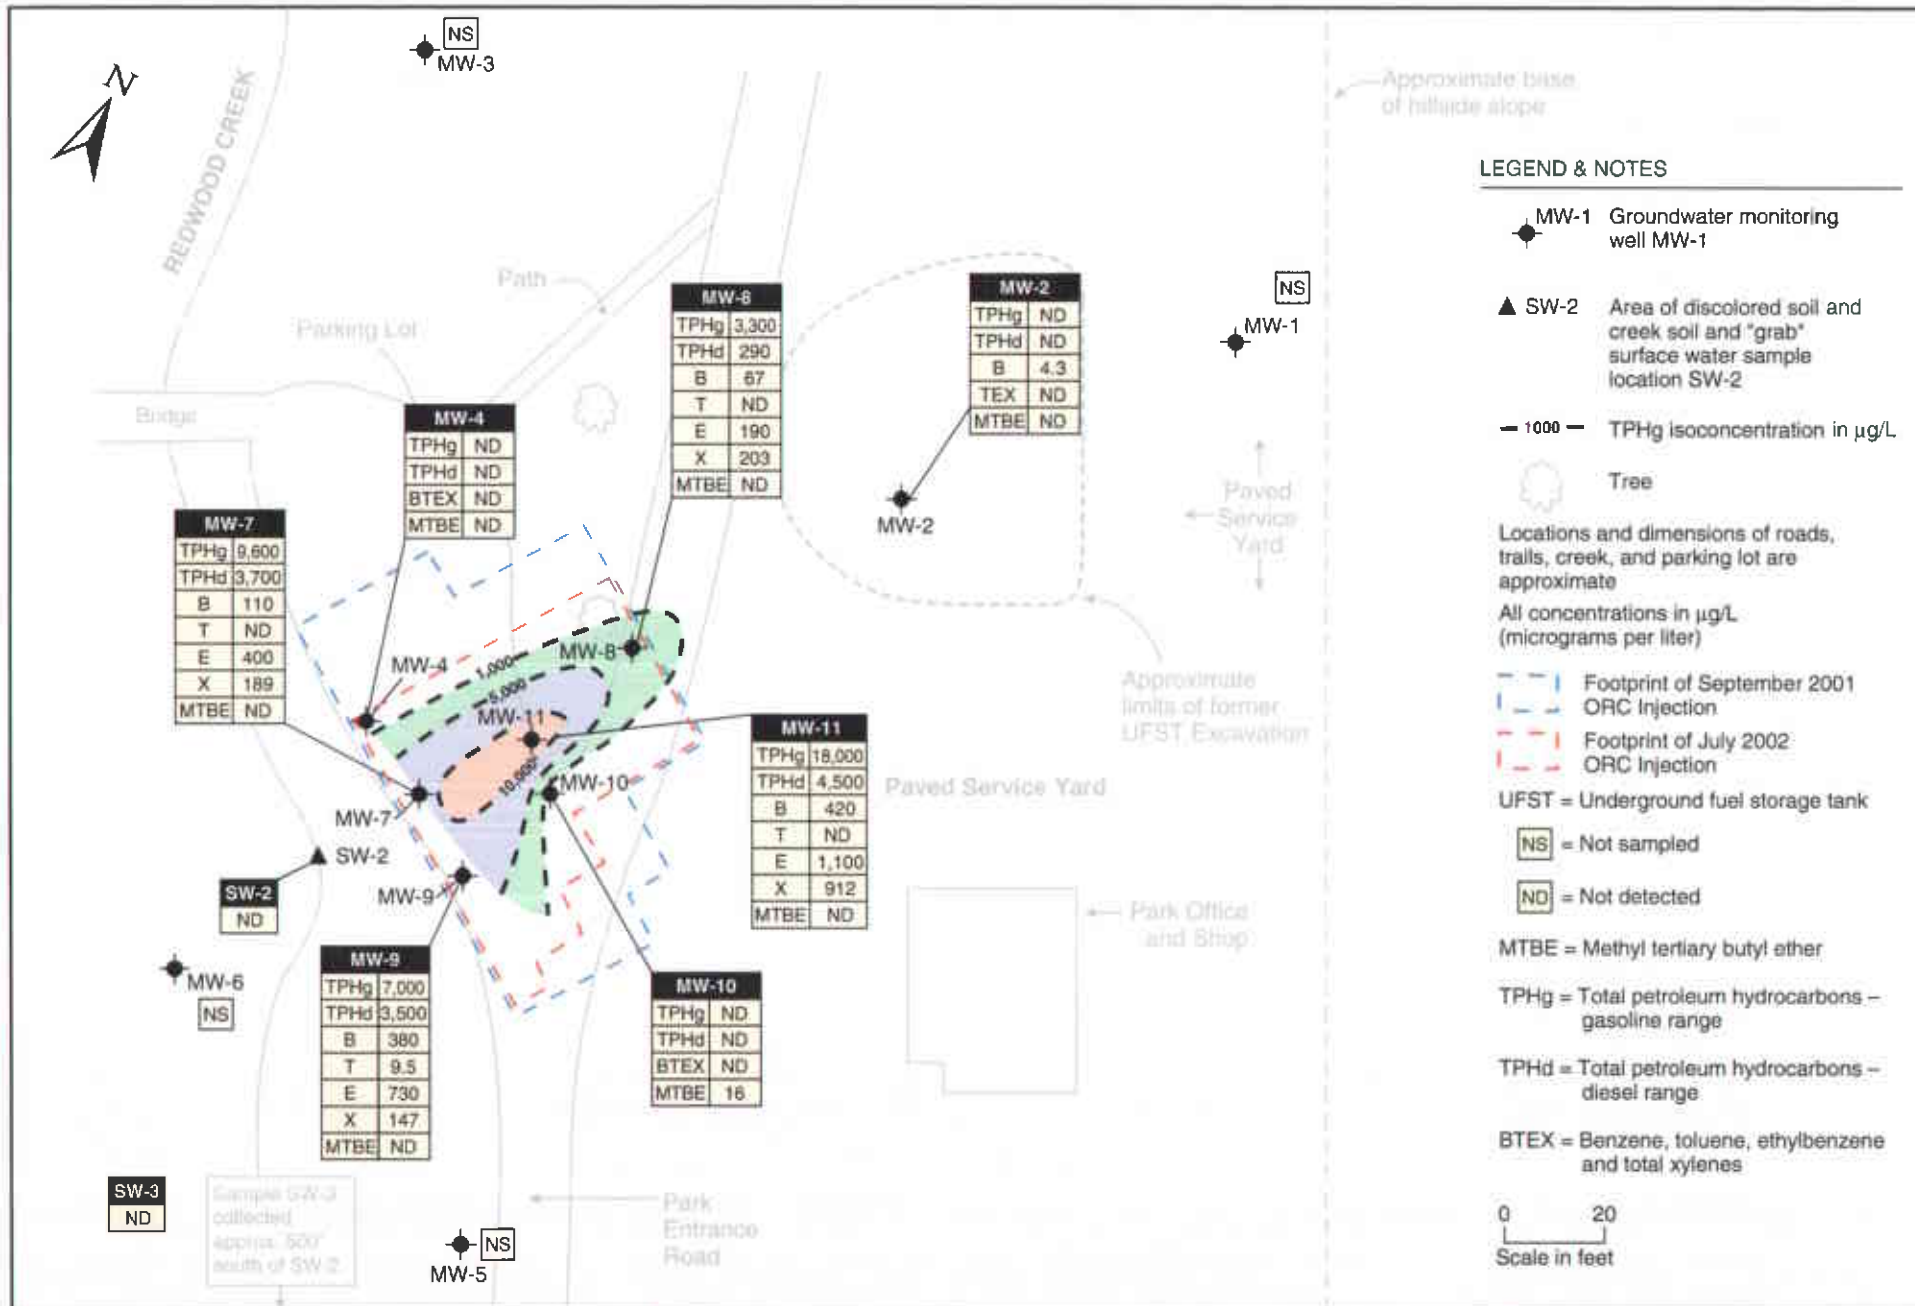 N
REDWOOD CREEK
NS
MW-3
Approximate base
of hillside slope
Path
Parking Lot
Bridge
NS
MW-1
MW-8
TPHg 3,300
TPHd 290
B 67
T ND
E 190
X 203
MTBE ND
MW-2
TPHg ND
TPHd ND
B 4.3
TEX ND
MTBE ND
MW-2
MW-4
TPHg ND
TPHd ND
BTEX ND
MTBE ND
MW-7
TPHg 9,600
TPHd 3,700
B 110
T ND
E 400
X 189
MTBE ND
Paved
Service
Yard
MW-4
1,000
MW-8
5,000
MW-11
10,000
MW-10
MW-7
SW-2
MW-9
Approximate
limits of former
UFST Excavation
Paved Service Yard
MW-11
TPHg 18,000
TPHd 4,500
B 420
T ND
E 1,100
X 912
MTBE ND
SW-2
ND
MW-6
NS
MW-9
TPHg 7,000
TPHd 3,500
B 380
T 9.5
E 730
X 147
MTBE ND
MW-10
TPHg ND
TPHd ND
BTEX ND
MTBE 16
Park Office
and Shop
SW-3
ND
Sample SW-3
collected
approx. 500'
south of SW-2
NS
MW-5
Park
Entrance
Road
LEGEND & NOTES
MW-1 Groundwater monitoring
well MW-1
SW-2 Area of discolored soil and
creek soil and "grab"
surface water sample
location SW-2
1000 TPHg isoconcentration in µg/L
Tree
Locations and dimensions of roads,
trails, creek, and parking lot are
approximate
All concentrations in µg/L
(micrograms per liter)
Footprint of September 2001
ORC Injection
Footprint of July 2002
ORC Injection
UFST = Underground fuel storage tank
NS = Not sampled
ND = Not detected
MTBE = Methyl tertiary butyl ether
TPHg = Total petroleum hydrocarbons –
gasoline range
TPHd = Total petroleum hydrocarbons –
diesel range
BTEX = Benzene, toluene, ethylbenzene
and total xylenes
0 20
Scale in feet